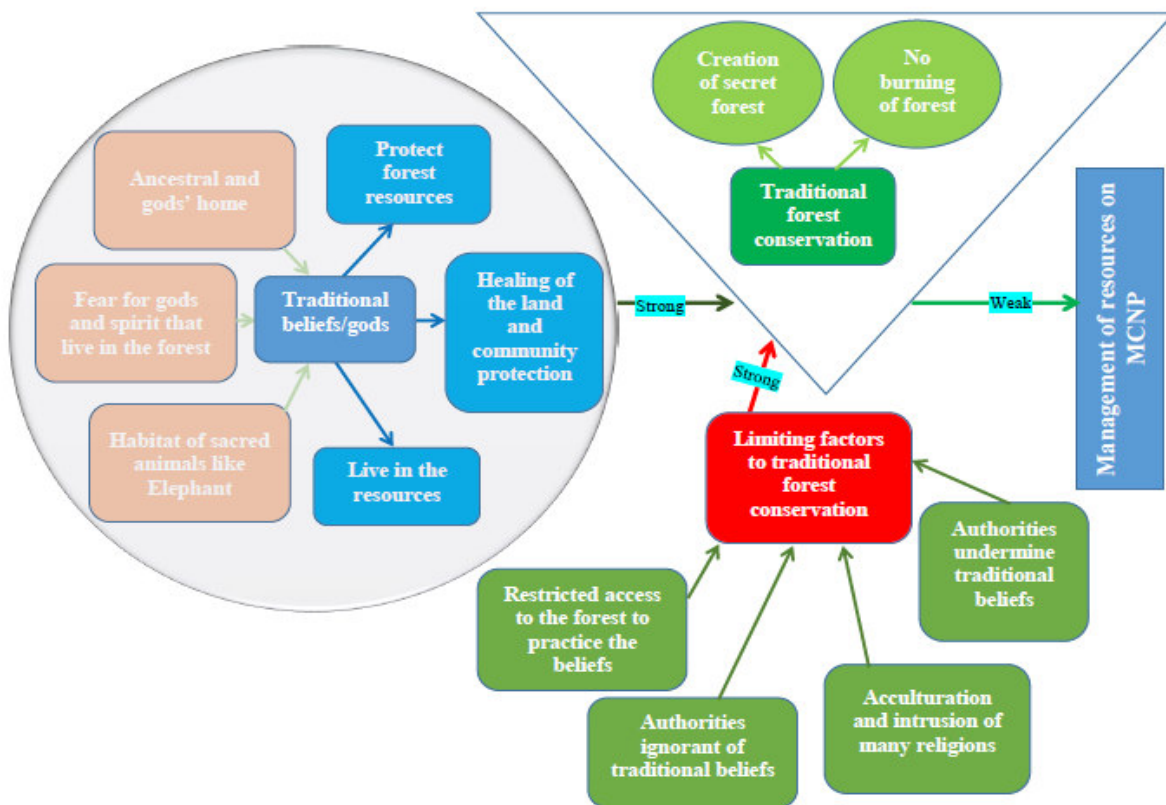 Ancestral and
gods’ home
Fear for gods
and spirit that
live in the forest
Habitat of sacred
animals like
Elephant
Traditional
beliefs/gods
Protect
forest
resources
Healing of
the land
and
community
protection
Live in the
resources
Strong
Creation
of secret
forest
No
burning
of forest
Traditional
forest
conservation
Weak
Management of resources on
MCNP
Strong
Limiting factors
to traditional
forest
conservation
Restricted access
to the forest to
practice the
beliefs
Authorities
ignorant of
traditional beliefs
Acculturation
and intrusion of
many religions
Authorities
undermine
traditional
beliefs